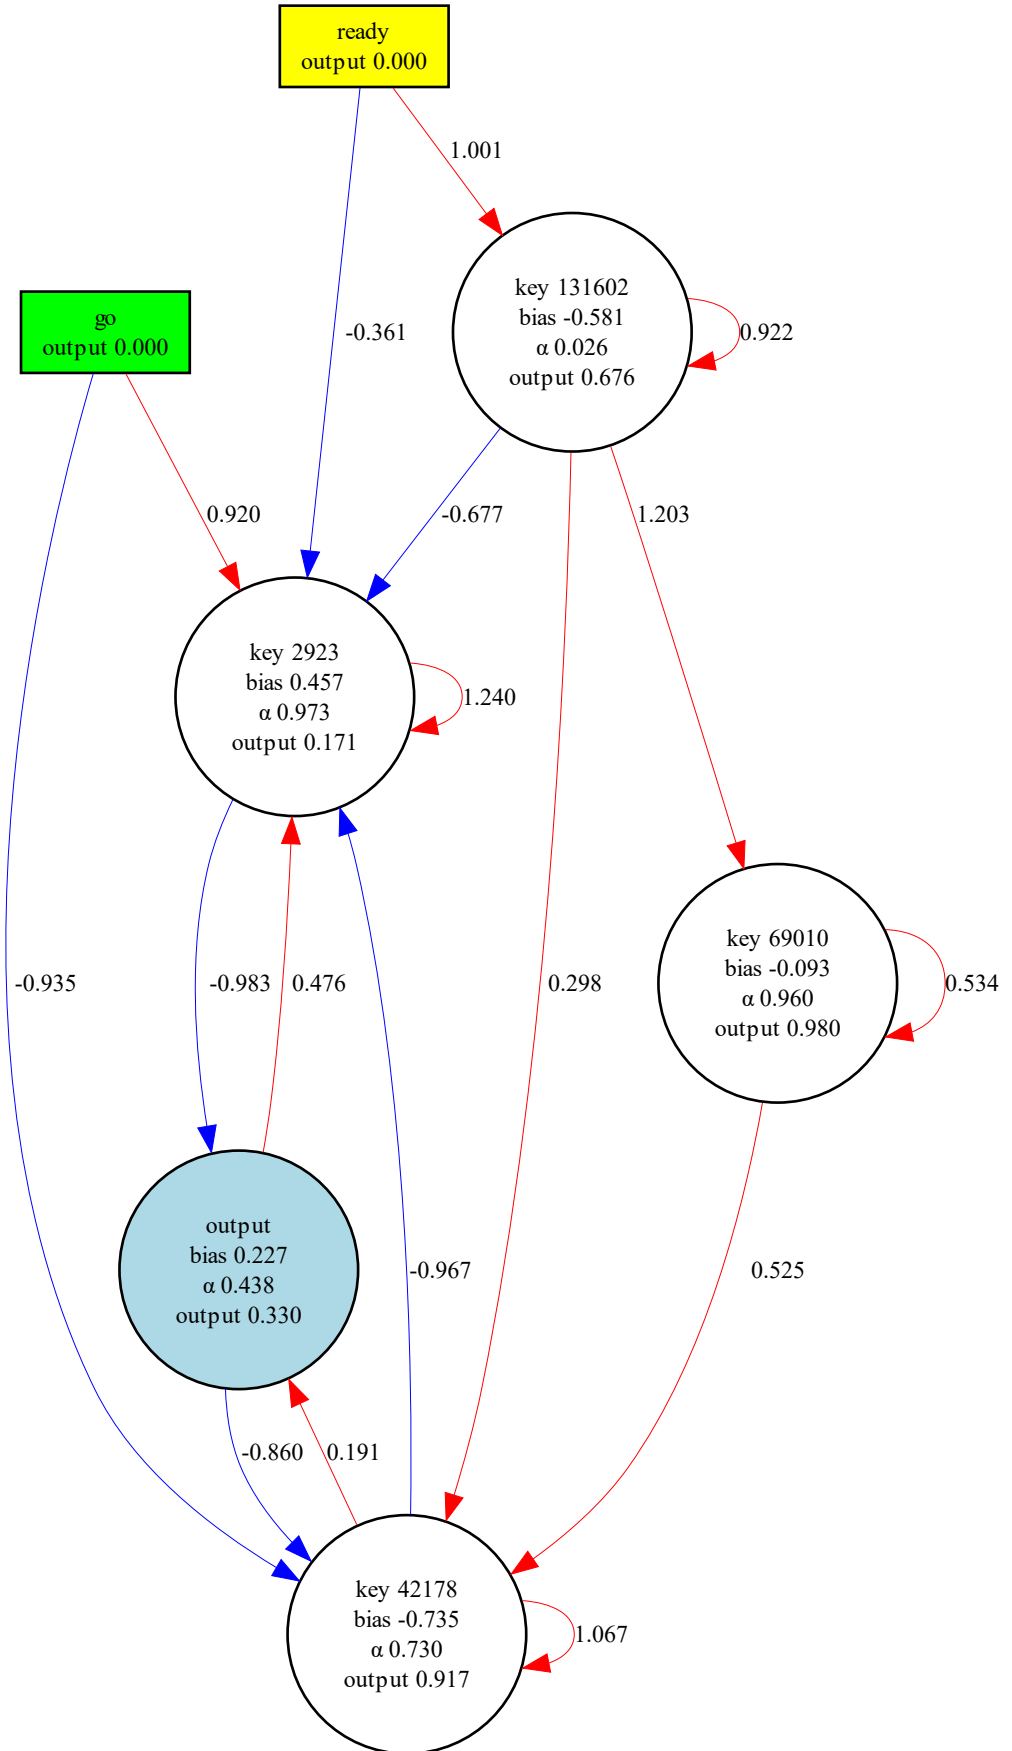 ready
output 0.000
1.001
go
output 0.000
-0.361
key 131602
bias -0.581
α 0.026
output 0.676
0.922
0.920
-0.677
1.203
key 2923
bias 0.457
α 0.973
output 0.171
1.240
key 69010
bias -0.093
α 0.960
output 0.980
0.534
-0.935
-0.983
0.476
0.298
output
bias 0.227
α 0.438
output 0.330
-0.967
0.525
-0.860
0.191
key 42178
bias -0.735
α 0.730
output 0.917
1.067